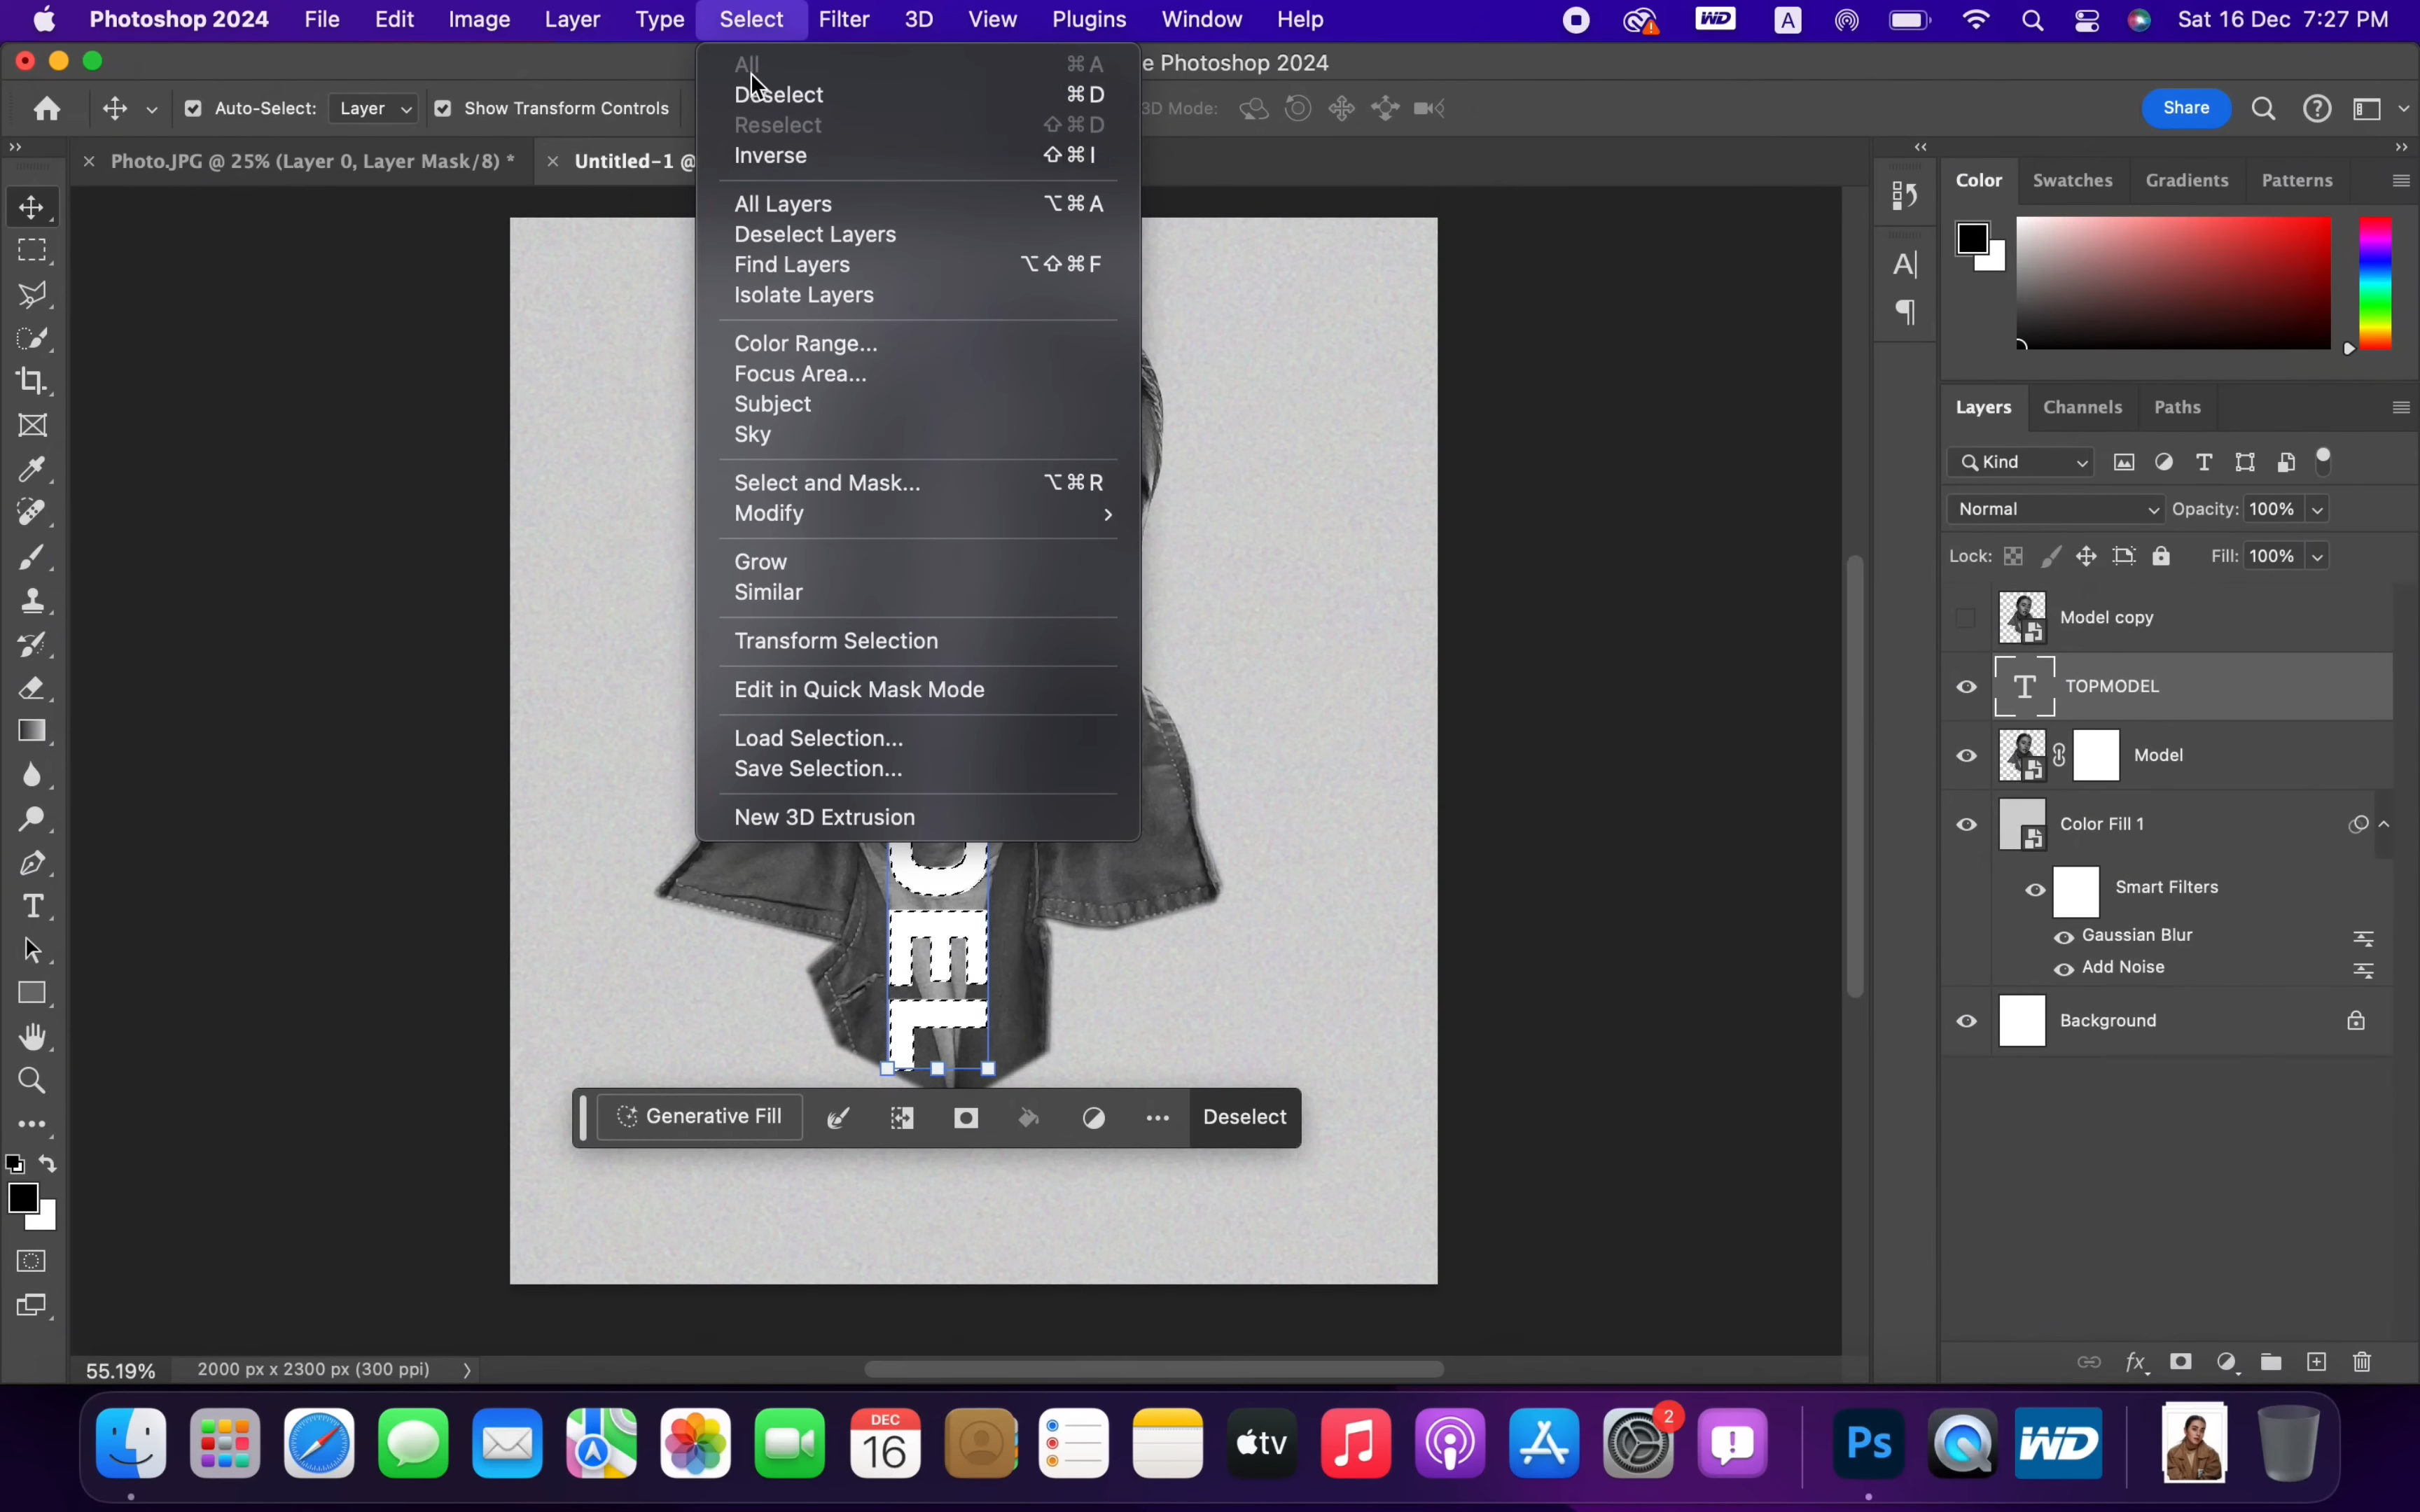 Photoshop 2024 File Edit Image Layer Type Select Filter 3D View Plugins Window Help WD A Sat 16 Dec 7:27 PM
e Photoshop 2024
Auto-Select: Layer Show Transform Controls 3D Mode: Share
Photo.JPG @ 25% (Layer 0, Layer Mask/8) * Untitled-1 @
All ⌘A
Deselect ⌘D
Reselect ⇧⌘D
Inverse ⇧⌘I
All Layers ⌥⌘A
Deselect Layers
Find Layers ⌥⇧⌘F
Isolate Layers
Color Range...
Focus Area...
Subject
Sky
Select and Mask... ⌥⌘R
Modify
Grow
Similar
Transform Selection
Edit in Quick Mask Mode
Load Selection...
Save Selection...
New 3D Extrusion
EL
Generative Fill Deselect
Color Swatches Gradients Patterns
Layers Channels Paths
Kind
Normal Opacity: 100%
Lock: Fill: 100%
Model copy
T TOPMODEL
Model
Color Fill 1
Smart Filters
Gaussian Blur
Add Noise
Background
fx
55.19% 2000 px x 2300 px (300 ppi)
DEC
16
tv
2
Ps
WD